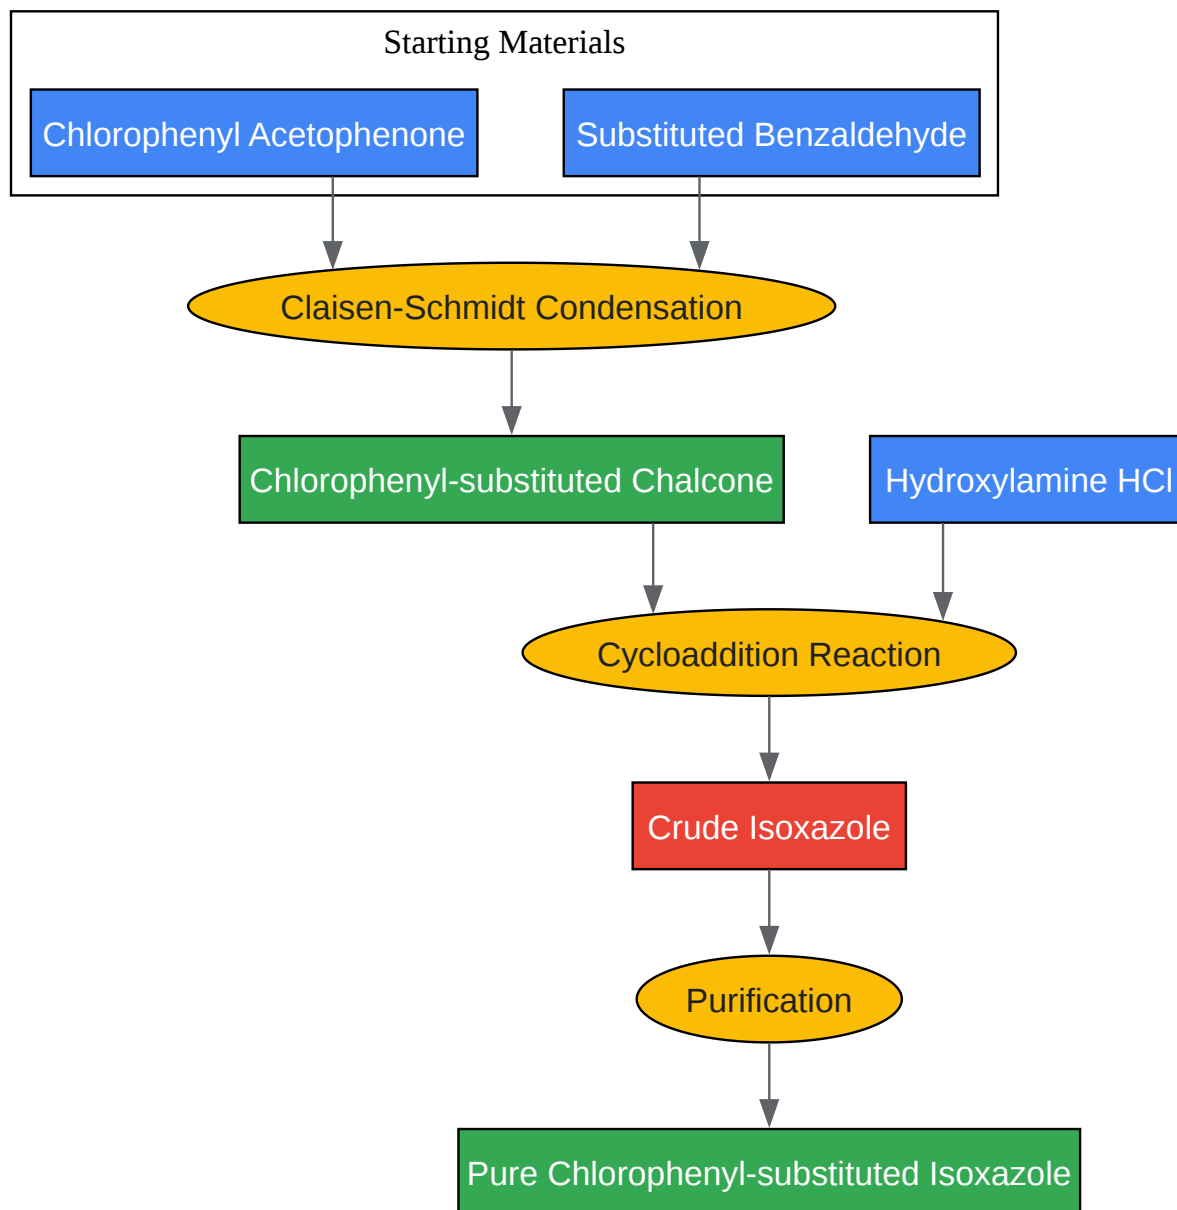 Starting Materials
Chlorophenyl Acetophenone
Substituted Benzaldehyde
Claisen-Schmidt Condensation
Chlorophenyl-substituted Chalcone
Hydroxylamine HCl
Cycloaddition Reaction
Crude Isoxazole
Purification
Pure Chlorophenyl-substituted Isoxazole